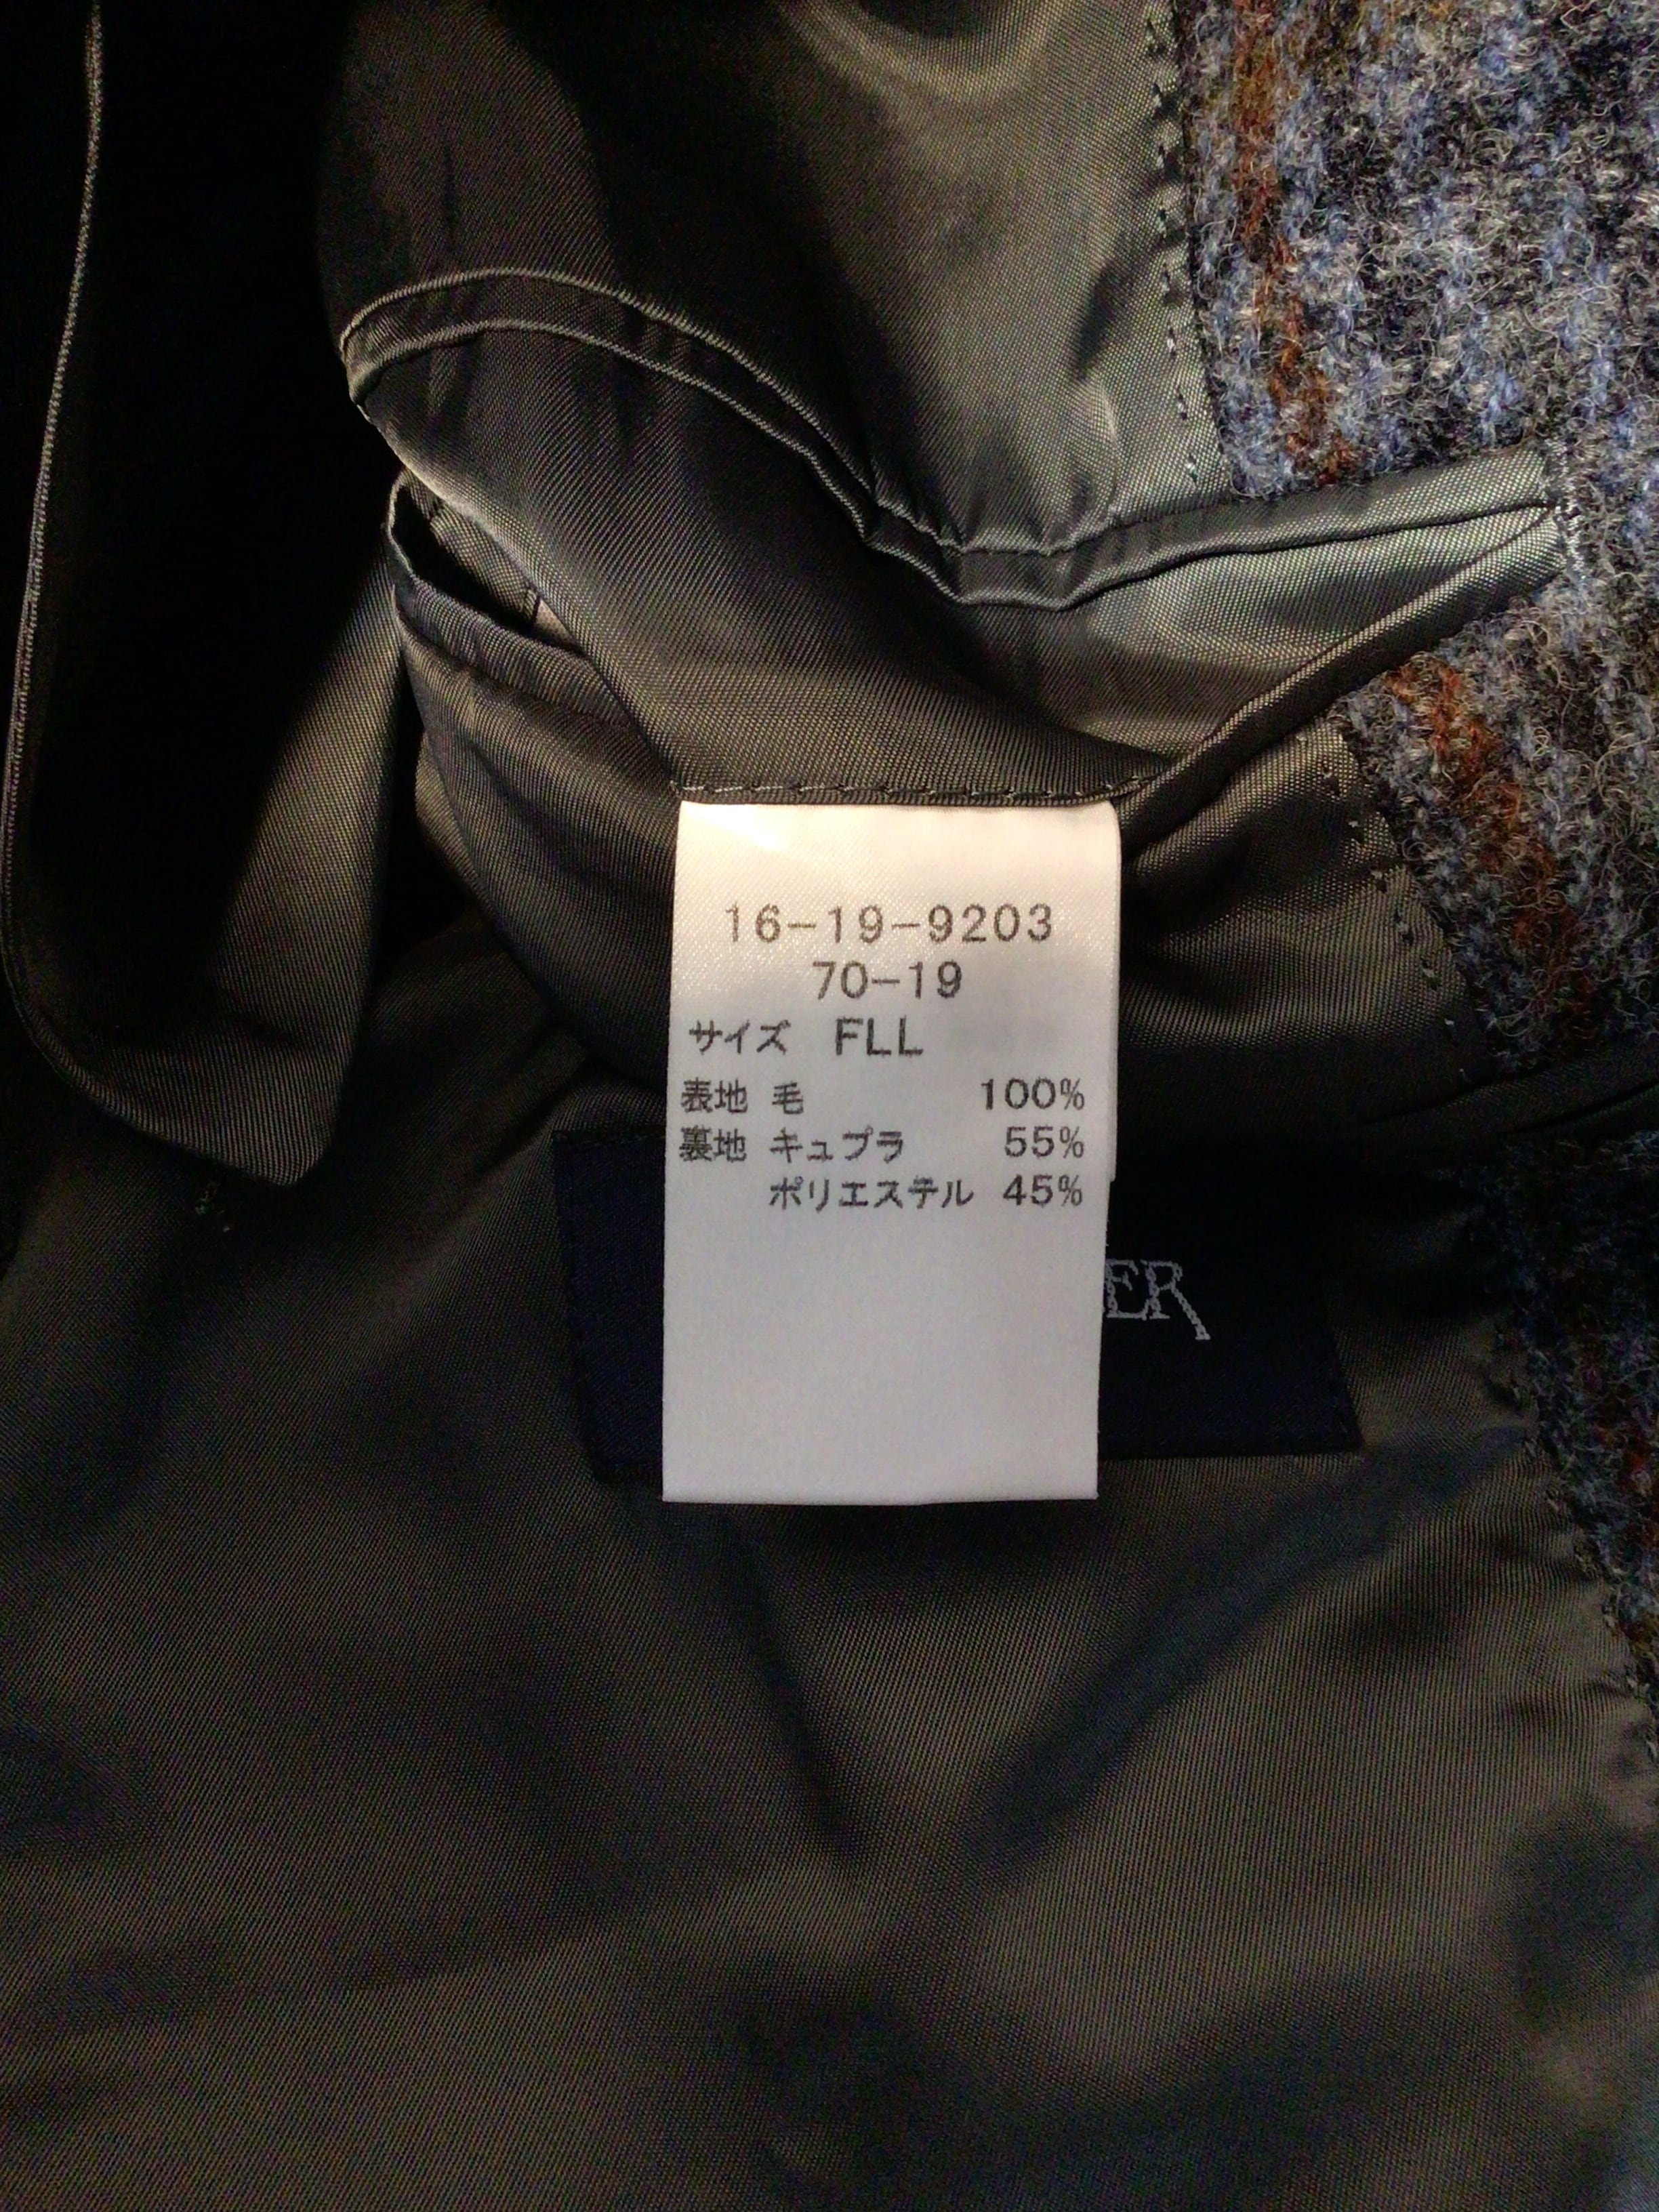 16-19-9203
70-19
サイズ FLL
表地 毛 100%
裏地 キュプラ 55%
ポリエステル 45%
ER